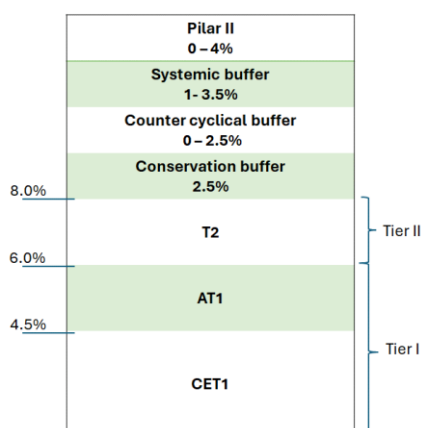 Pilar II
0 – 4%
Systemic buffer
1- 3.5%
Counter cyclical buffer
0 – 2.5%
Conservation buffer
2.5%
8.0%
T2
Tier II
6.0%
AT1
4.5%
Tier I
CET1